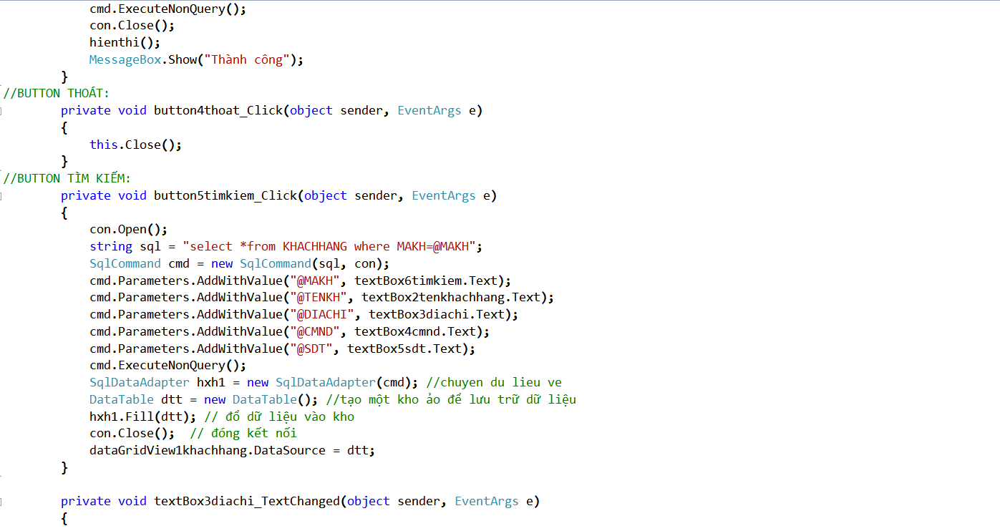 cmd.ExecuteNonQuery();
con.Close();
hienthi();
MessageBox.Show("Thành công");
}
//BUTTON THOÁT:
private void button4thoat_Click(object sender, EventArgs e)
{
this.Close();
}
//BUTTON TÌM KIẾM:
private void button5timkiem_Click(object sender, EventArgs e)
{
con.Open();
string sql = "select *from KHACHHANG where MAKH=@MAKH";
SqlCommand cmd = new SqlCommand(sql, con);
cmd.Parameters.AddWithValue("@MAKH", textBox6timkiem.Text);
cmd.Parameters.AddWithValue("@TENKH", textBox2tenkhachhang.Text);
cmd.Parameters.AddWithValue("@DIACHI", textBox3diachi.Text);
cmd.Parameters.AddWithValue("@CMND", textBox4cmnd.Text);
cmd.Parameters.AddWithValue("@SDT", textBox5sdt.Text);
cmd.ExecuteNonQuery();
SqlDataAdapter hxh1 = new SqlDataAdapter(cmd); //chuyen du lieu ve
DataTable dtt = new DataTable(); //tạo một kho ảo để lưu trữ dữ liệu
hxh1.Fill(dtt); // đổ dữ liệu vào kho
con.Close();  // đóng kết nối
dataGridView1khachhang.DataSource = dtt;
}
private void textBox3diachi_TextChanged(object sender, EventArgs e)
{